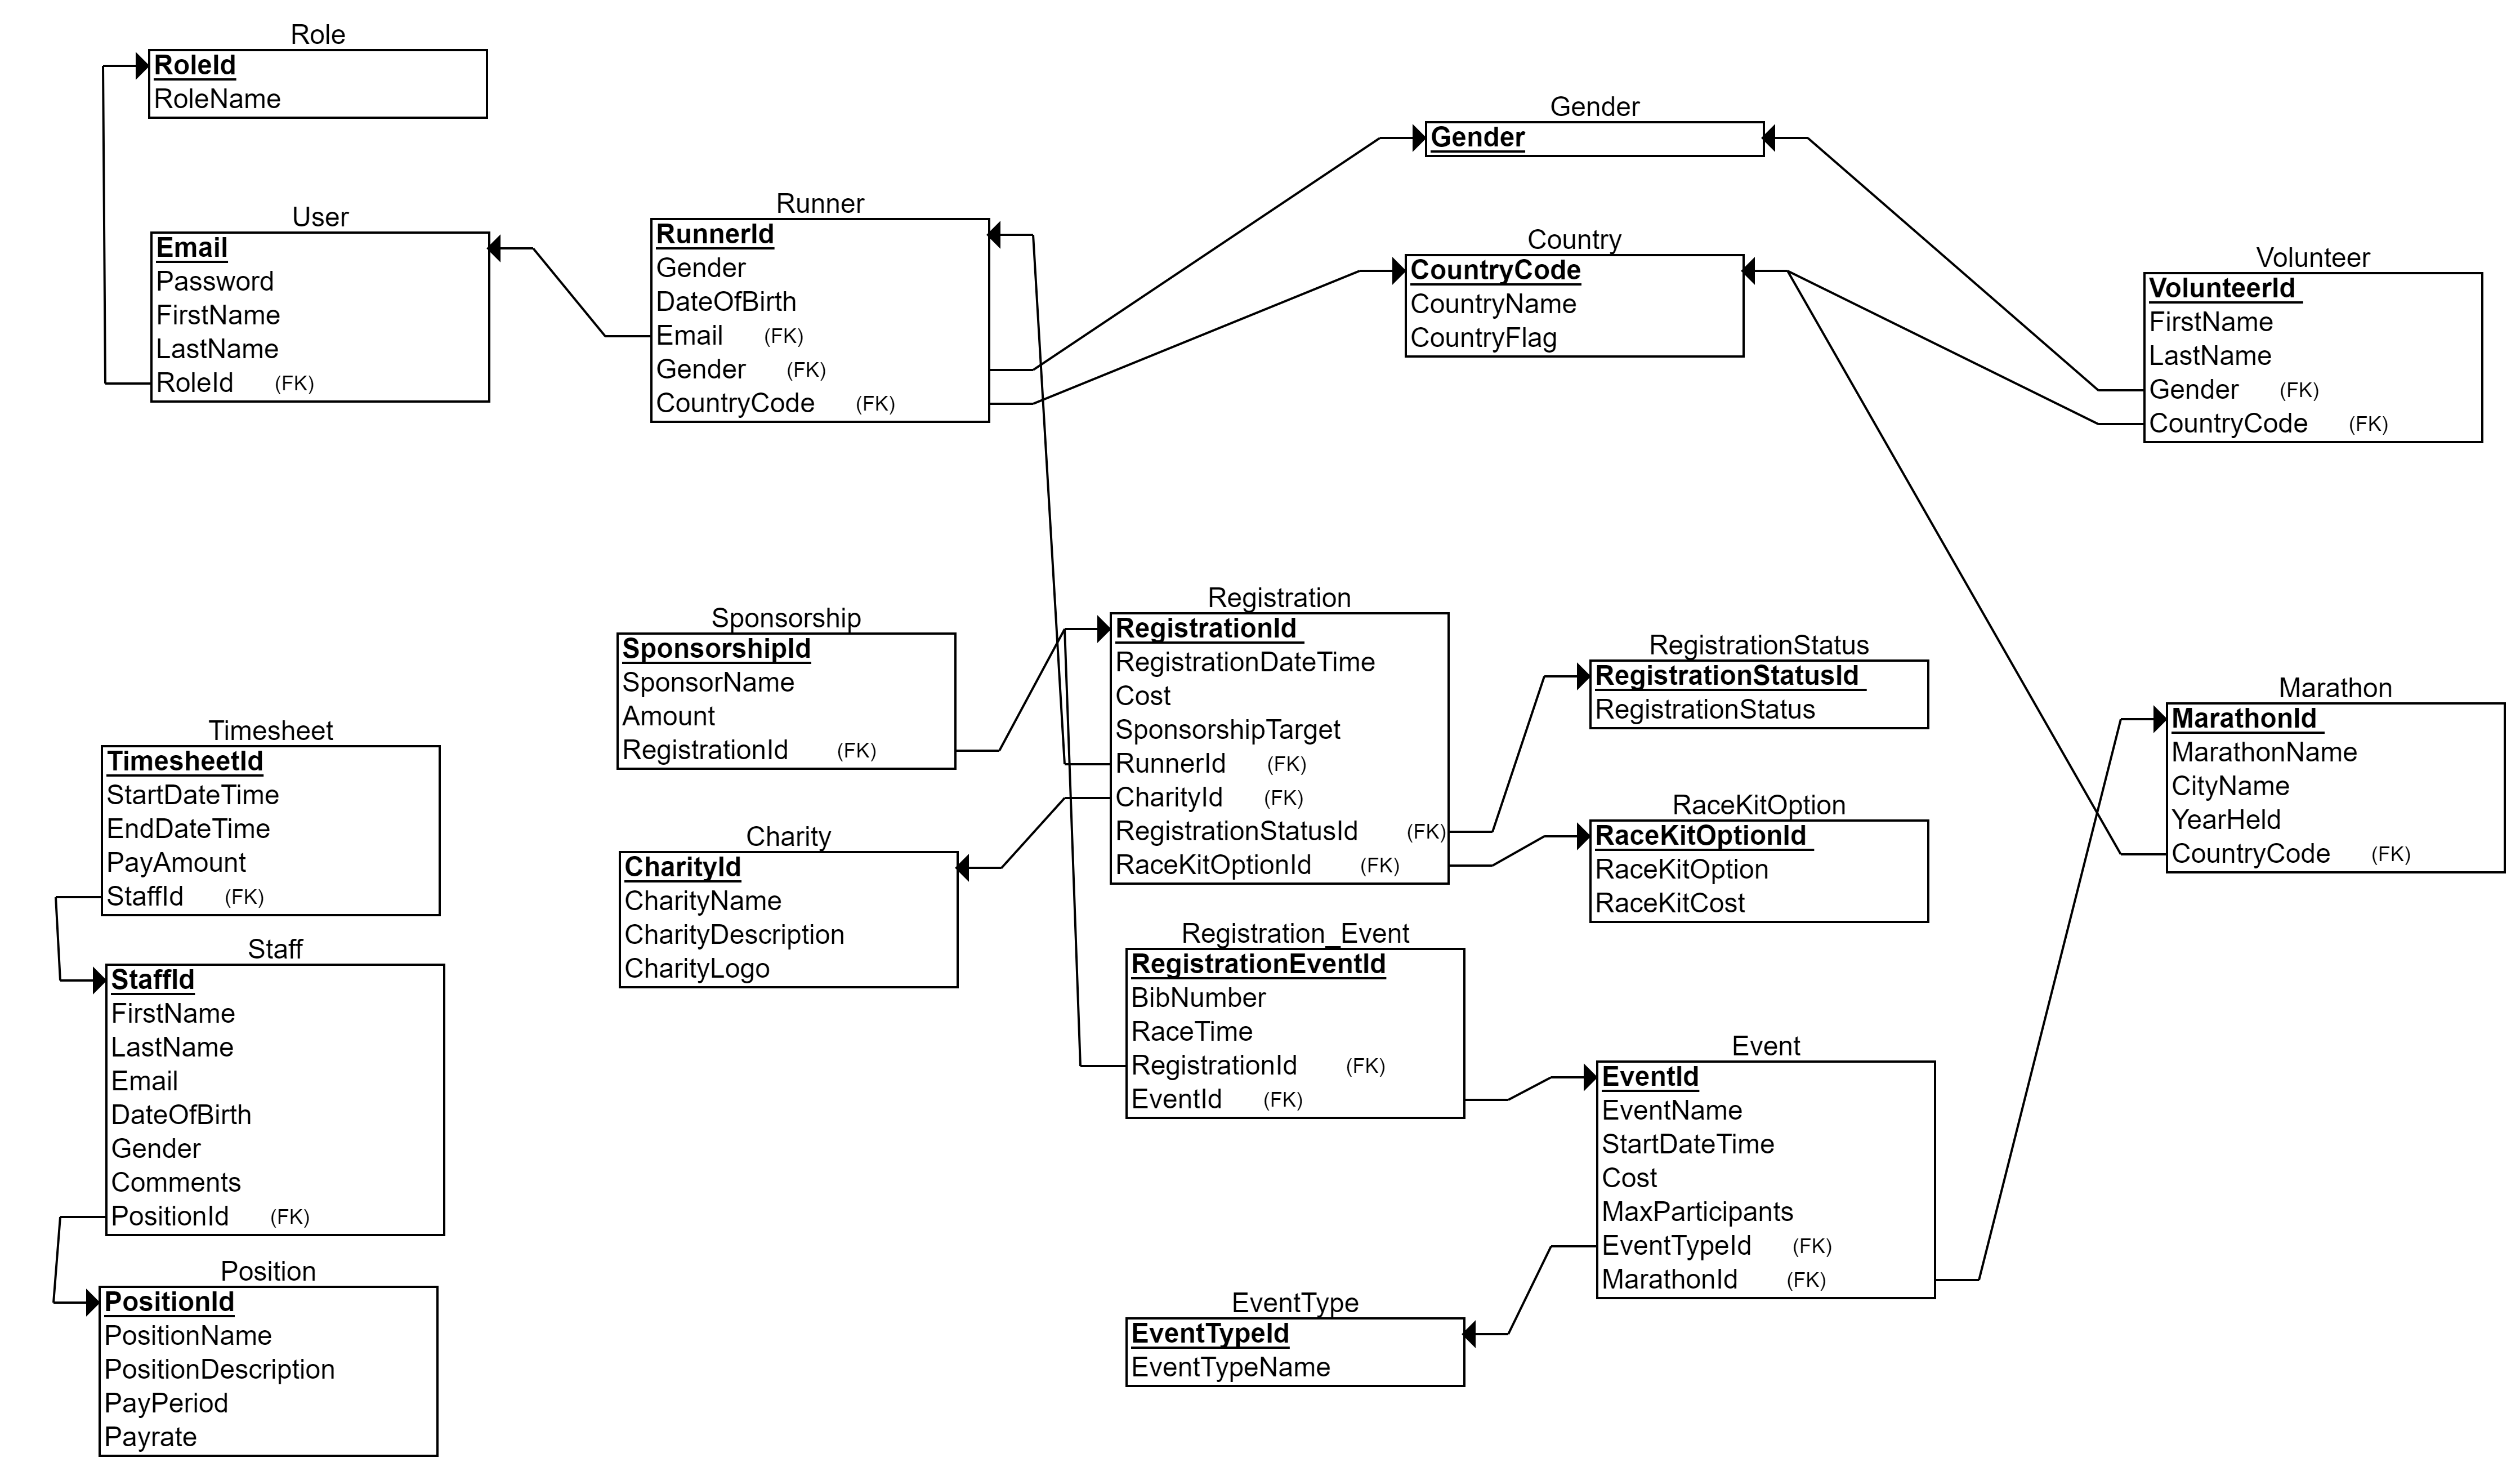 Role
RoleId
RoleName
User
Email
Password
FirstName
LastName
RoleId (FK)
Runner
RunnerId
Gender
DateOfBirth
Email (FK)
Gender (FK)
CountryCode (FK)
Gender
Gender
Country
CountryCode
CountryName
CountryFlag
Volunteer
VolunteerId
FirstName
LastName
Gender (FK)
CountryCode (FK)
Sponsorship
SponsorshipId
SponsorName
Amount
RegistrationId (FK)
Registration
RegistrationId
RegistrationDateTime
Cost
SponsorshipTarget
RunnerId (FK)
CharityId (FK)
RegistrationStatusId (FK)
RaceKitOptionId (FK)
RegistrationStatus
RegistrationStatusId
RegistrationStatus
RaceKitOption
RaceKitOptionId
RaceKitOption
RaceKitCost
Marathon
MarathonId
MarathonName
CityName
YearHeld
CountryCode (FK)
Timesheet
TimesheetId
StartDateTime
EndDateTime
PayAmount
StaffId (FK)
Charity
CharityId
CharityName
CharityDescription
CharityLogo
Staff
StaffId
FirstName
LastName
Email
DateOfBirth
Gender
Comments
PositionId (FK)
Registration_Event
RegistrationEventId
BibNumber
RaceTime
RegistrationId (FK)
EventId (FK)
Event
EventId
EventName
StartDateTime
Cost
MaxParticipants
EventTypeId (FK)
MarathonId (FK)
Position
PositionId
PositionName
PositionDescription
PayPeriod
Payrate
EventType
EventTypeId
EventTypeName